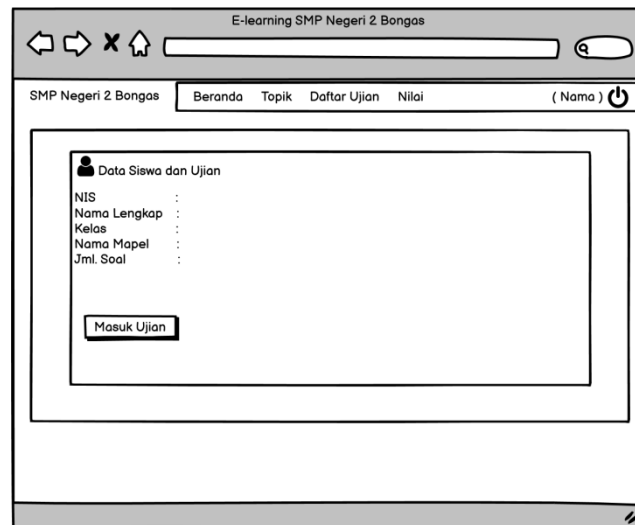 E-learning SMP Negeri 2 Bongas
SMP Negeri 2 Bongas Beranda Topik Daftar Ujian Nilai ( Nama )
Data Siswa dan Ujian
NIS :
Nama Lengkap :
Kelas :
Nama Mapel :
Jml. Soal :
Masuk Ujian